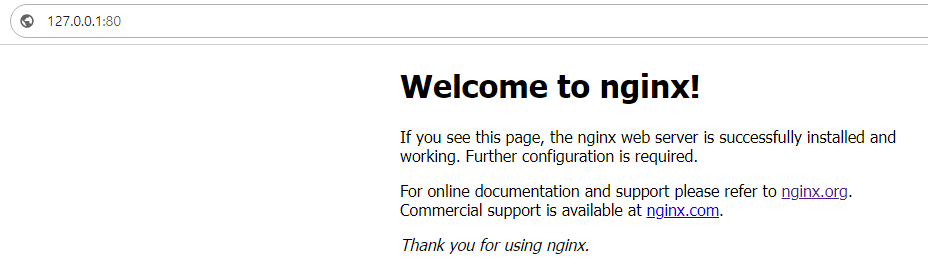 127.0.0.1:80
Welcome to nginx!
If you see this page, the nginx web server is successfully installed and
working. Further configuration is required.
For online documentation and support please refer to nginx.org.
Commercial support is available at nginx.com.
Thank you for using nginx.